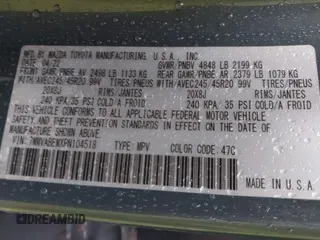 MFD. BY MAZDA TOYOTA MANUFACTURING, U.S.A., INC.
DATE: 04/22 GVWR/PNBV 4848 LB 2199 KG
FRONT GAWR/PNBE AV 2498 LB 1133 KG REAR GAWR/PNBE AR 2379 LB 1079 KG
WITH AVEC245/45R20 99V TIRES/PNEUS WITH AVEC245/45R20 99V TIRES/PNEUS
20X8J RIMS/JANTES 20X8J RIMS/JANTES
240 KPA/ 35 PSI COLD/A FROID 240 KPA/ 35 PSI COLD/A FROID
THIS VEHICLE CONFORMS TO ALL APPLICABLE FEDERAL MOTOR
VEHICLE SAFETY, BUMPER, AND THEFT PREVENTION STANDARDS IN EFFECT ON THE DATE OF
MANUFACTURE SHOWN ABOVE.
TYPE: MPV
COLOR CODE: 47C
MADE IN U.S.A.
DREAMBID